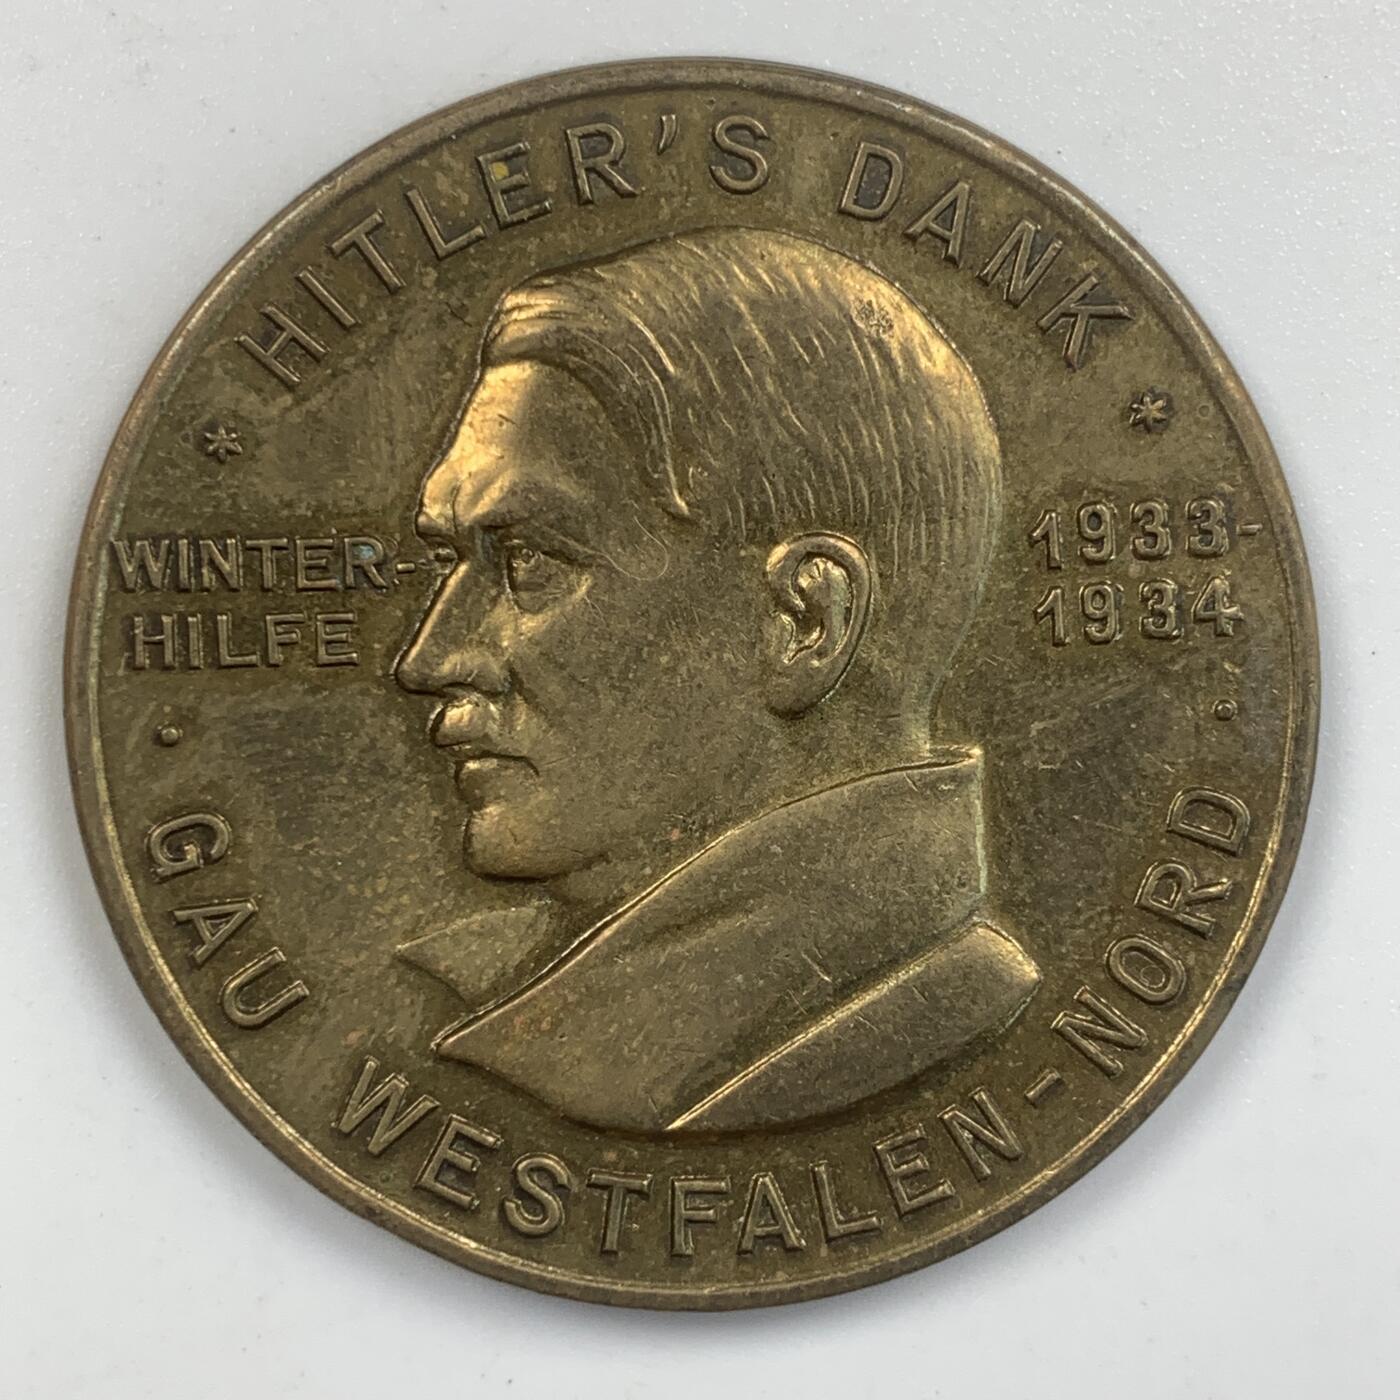 HITLER'S DANK
WINTER-
HILFE
1933-
1934
GAU WESTFALEN-NORD